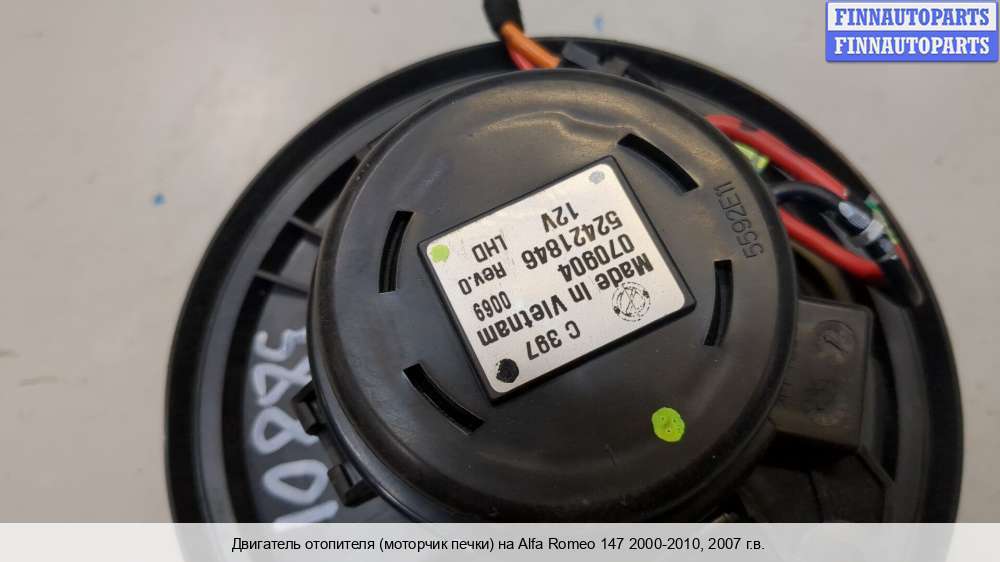 FINNAUTOPARTS
FINNAUTOPARTS
C 397
Made in Vietnam
070904 0069
52421846 Rev.0
12V LHD
5592E11
10885
Двигатель отопителя (моторчик печки) на Alfa Romeo 147 2000-2010, 2007 г.в.